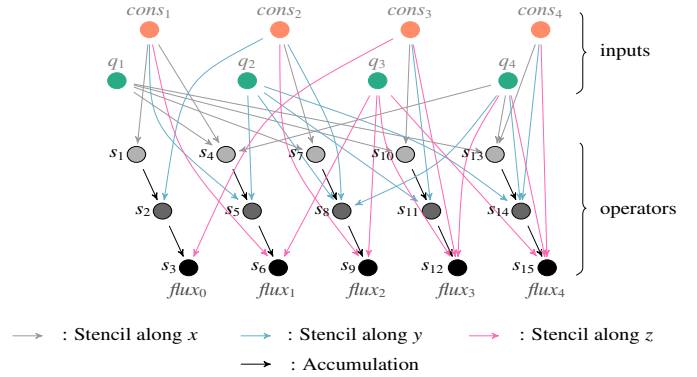 cons₁ cons₂ cons₃ cons₄
inputs
q₁ q₂ q₃ q₄
s₁ s₄ s₇ s₁₀ s₁₃
s₂ s₅ s₈ s₁₁ s₁₄
operators
s₃ s₆ s₉ s₁₂ s₁₅
flux₀ flux₁ flux₂ flux₃ flux₄
: Stencil along x : Stencil along y : Stencil along z
: Accumulation